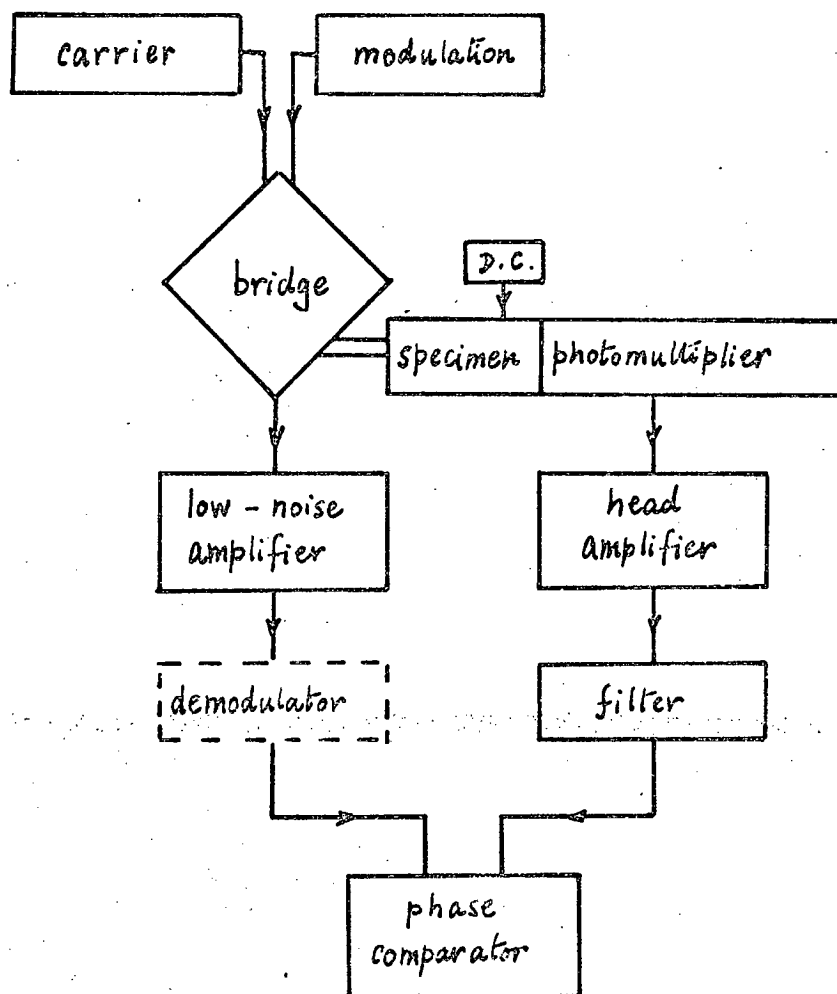 carrier
modulation
bridge
D.C.
specimen
photomultiplier
low - noise
amplifier
head
amplifier
demodulator
filter
phase
comparator